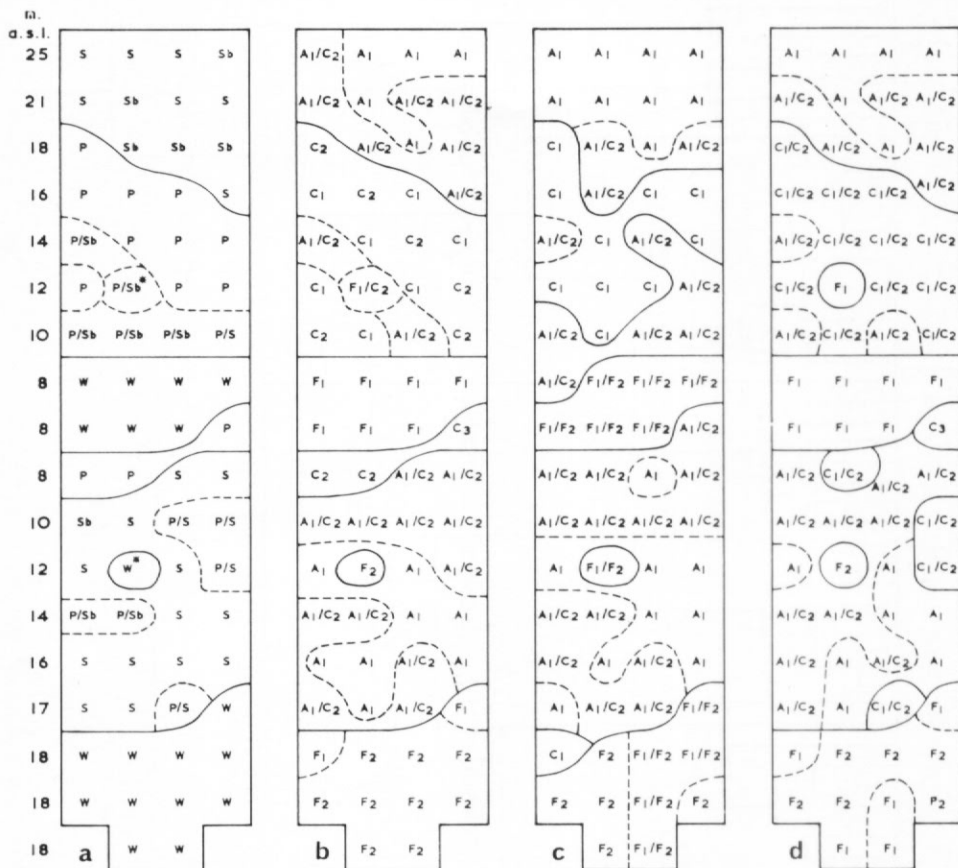 m.
a.s.l.
25 S S S Sb A1/C2 A1 A1 A1 A1 A1 A1 A1 A1 A1 A1 A1
21 S Sb S S A1/C2 A1 A1/C2 A1/C2 A1 A1 A1 A1 A1/C2 A1 A1/C2 A1/C2
18 P Sb Sb Sb C2 A1/C2 A1 A1/C2 C1 A1/C2 A1 A1/C2 C1/C2 A1/C2 A1 A1/C2
16 P P P S C1 C2 C1 A1/C2 C1 A1/C2 C1 C1 C1/C2 C1/C2 C1/C2 A1/C2
14 P/Sb P P P A1/C2 C1 C2 C1 A1/C2 C1 A1/C2 C1 A1/C2 C1/C2 C1/C2 C1/C2
12 P P/Sb* P P C1 F1/C2 C1 C2 C1 C1 C1 A1/C2 C1/C2 F1 C1/C2 C1/C2
10 P/Sb P/Sb P/Sb P/S C2 C1 A1/C2 C2 A1/C2 C1 A1/C2 A1/C2 A1/C2 C1/C2 A1/C2 C1/C2
8 W W W W F1 F1 F1 F1 A1/C2 F1/F2 F1/F2 F1/F2 F1 F1 F1 F1
8 W W W P F1 F1 F1 C3 F1/F2 F1/F2 F1/F2 A1/C2 F1 F1 F1 C3
8 P P S S C2 C2 A1/C2 A1/C2 A1/C2 A1/C2 A1 A1/C2 A1/C2 C1/C2 A1/C2 A1/C2
10 Sb S P/S P/S A1/C2 A1/C2 A1/C2 A1/C2 A1/C2 A1/C2 A1/C2 A1/C2 A1/C2 A1/C2 A1/C2 C1/C2
12 S W* S P/S A1 F2 A1 A1/C2 A1 F1/F2 A1 A1 A1 F2 A1 C1/C2
14 P/Sb P/Sb S S A1/C2 A1/C2 A1 A1 A1/C2 A1/C2 A1 A1 A1/C2 A1/C2 A1 A1
16 S S S S A1 A1 A1/C2 A1 A1/C2 A1 A1/C2 A1 A1/C2 A1 A1/C2 A1
17 S S P/S W A1/C2 A1 A1/C2 F1 A1 A1/C2 A1/C2 F1/F2 A1/C2 A1 C1/C2 F1
18 W W W W F1 F2 F2 F2 C1 F2 F1/F2 F1/F2 F1 F2 F2 F2
18 W W W W F2 F2 F2 F2 F2 F2 F1/F2 F2 F2 F2 F1 P2
18 a W W b F2 F2 c F2 F1/F2 d F1 F1